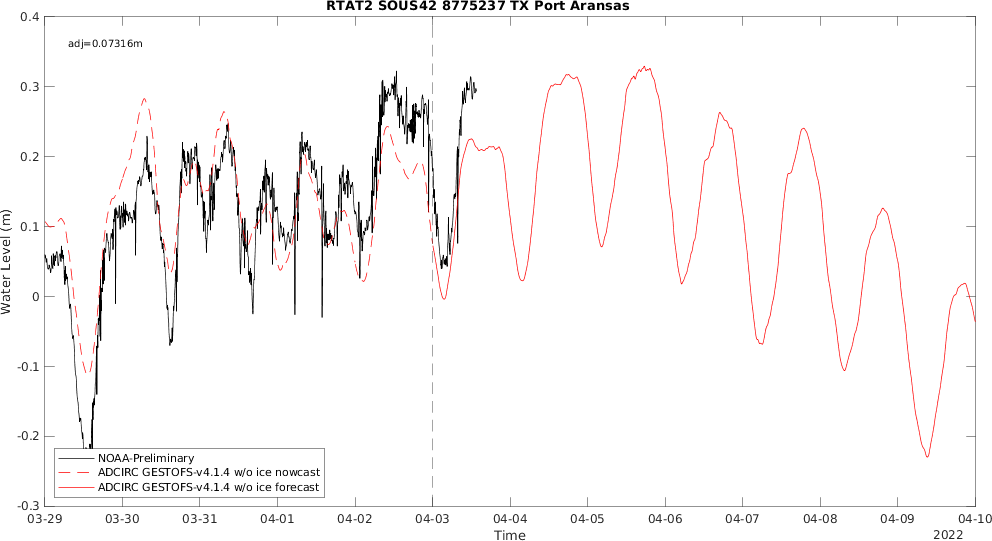 RTAT2 SOUS42 8775237 TX Port Aransas
adj=0.07316m
Water Level (m)
0.4
0.3
0.2
0.1
0
-0.1
-0.2
-0.3
NOAA-Preliminary
ADCIRC GESTOFS-v4.1.4 w/o ice nowcast
ADCIRC GESTOFS-v4.1.4 w/o ice forecast
03-29 03-30 03-31 04-01 04-02 04-03 04-04 04-05 04-06 04-07 04-08 04-09 04-10
Time
2022